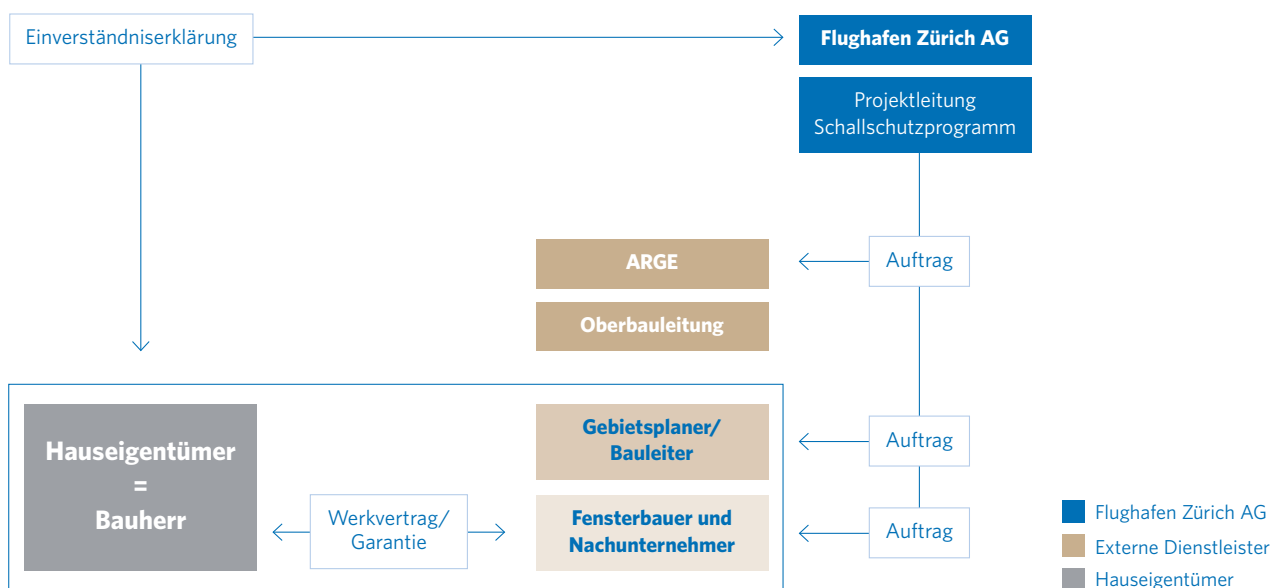 Einverständniserklärung
Flughafen Zürich AG
Projektleitung
Schallschutzprogramm
ARGE
Auftrag
Oberbauleitung
Hauseigentümer
=
Bauherr
Gebietsplaner/
Bauleiter
Auftrag
Werkvertrag/
Garantie
Fensterbauer und
Nachunternehmer
Auftrag
Flughafen Zürich AG
Externe Dienstleister
Hauseigentümer